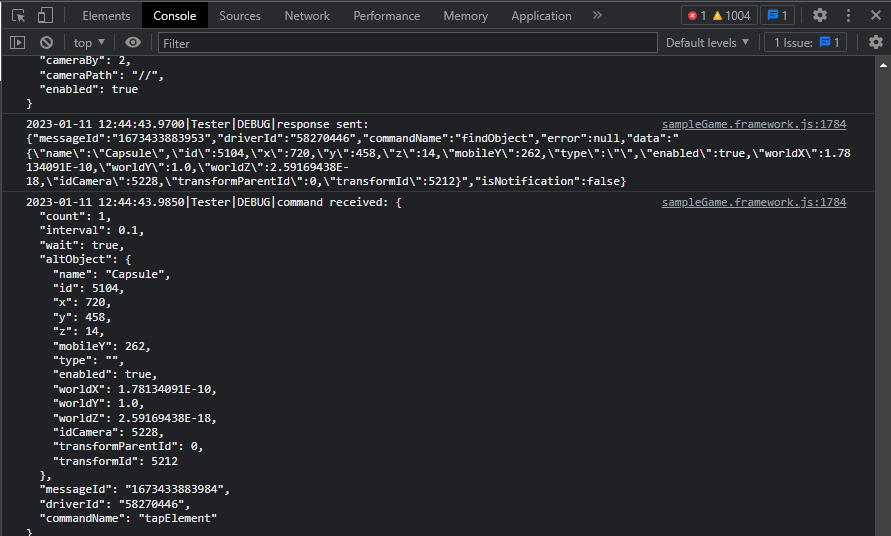 Elements Console Sources Network Performance Memory Application » 1 1004 1
top Filter Default levels 1 Issue: 1
"cameraBy": 2,
"cameraPath": "//",
"enabled": true
}
2023-01-11 12:44:43.9700|Tester|DEBUG|response sent: sampleGame.framework.js:1784
{"messageId":"1673433883953","driverId":"58270446","commandName":"findObject","error":null,"data":"
{\"name\":\"Capsule\",\"id\":5104,\"x\":720,\"y\":458,\"z\":14,\"mobileY\":262,\"type\":\"\",\"enabled\":true,\"worldX\":1.78
134091E-10,\"worldY\":1.0,\"worldZ\":2.59169438E-
18,\"idCamera\":5228,\"transformParentId\":0,\"transformId\":5212}","isNotification":false}
2023-01-11 12:44:43.9850|Tester|DEBUG|command received: { sampleGame.framework.js:1784
"count": 1,
"interval": 0.1,
"wait": true,
"altObject": {
"name": "Capsule",
"id": 5104,
"x": 720,
"y": 458,
"z": 14,
"mobileY": 262,
"type": "",
"enabled": true,
"worldX": 1.78134091E-10,
"worldY": 1.0,
"worldZ": 2.59169438E-18,
"idCamera": 5228,
"transformParentId": 0,
"transformId": 5212
},
"messageId": "1673433883984",
"driverId": "58270446",
"commandName": "tapElement"
}